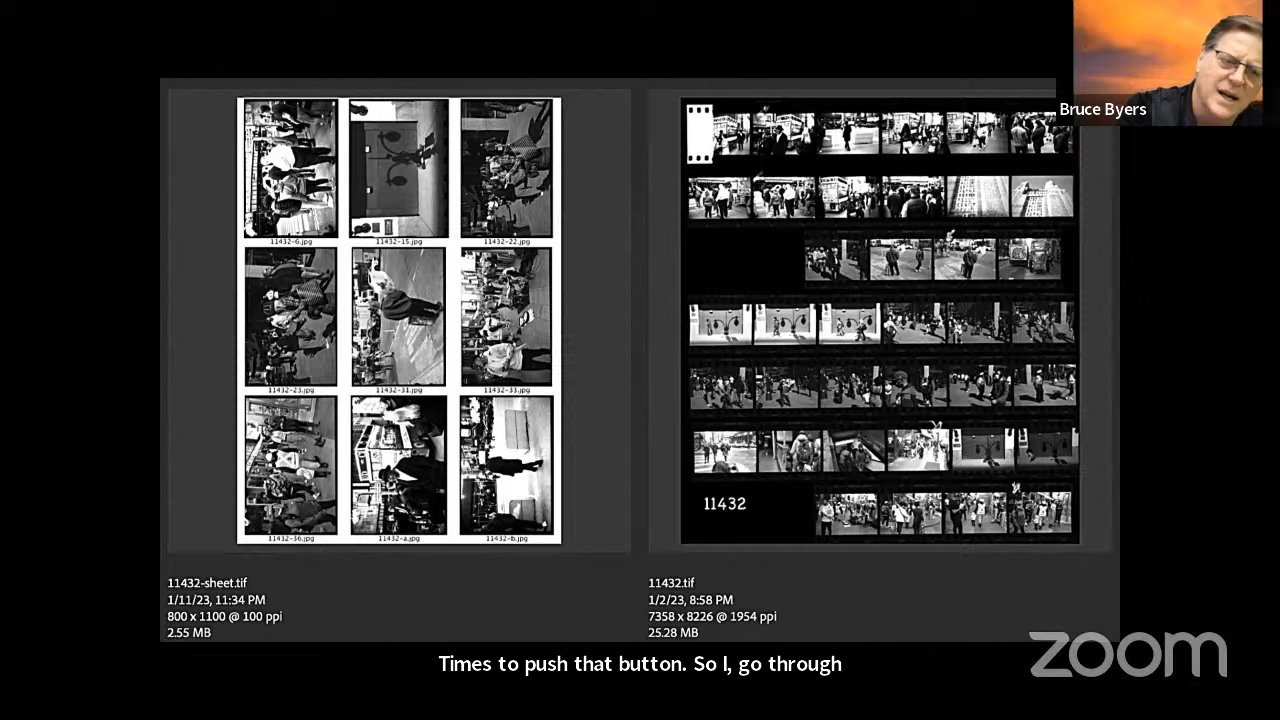 Bruce Byers
11432-6.jpg
11432-15.jpg
11432-22.jpg
11432-23.jpg
11432-31.jpg
11432-33.jpg
11432-36.jpg
11432-a.jpg
11432-b.jpg
11432
11432-sheet.tif
1/11/23, 11:34 PM
800 x 1100 @ 100 ppi
2.55 MB
11432.tif
1/2/23, 8:58 PM
7358 x 8226 @ 1954 ppi
25.28 MB
Times to push that button. So I, go through
zoom